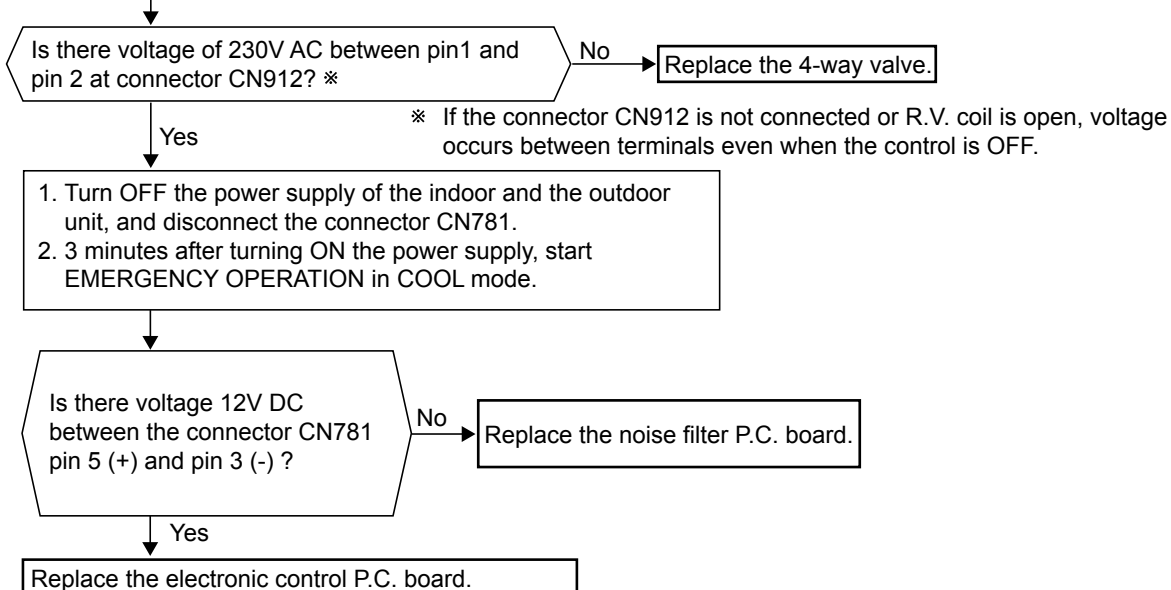 Is there voltage of 230V AC between pin1 and
pin 2 at connector CN912? ※
No
Replace the 4-way valve.
※ If the connector CN912 is not connected or R.V. coil is open, voltage
occurs between terminals even when the control is OFF.
Yes
1. Turn OFF the power supply of the indoor and the outdoor
unit, and disconnect the connector CN781.
2. 3 minutes after turning ON the power supply, start
EMERGENCY OPERATION in COOL mode.
Is there voltage 12V DC
between the connector CN781
pin 5 (+) and pin 3 (-) ?
No
Replace the noise filter P.C. board.
Yes
Replace the electronic control P.C. board.